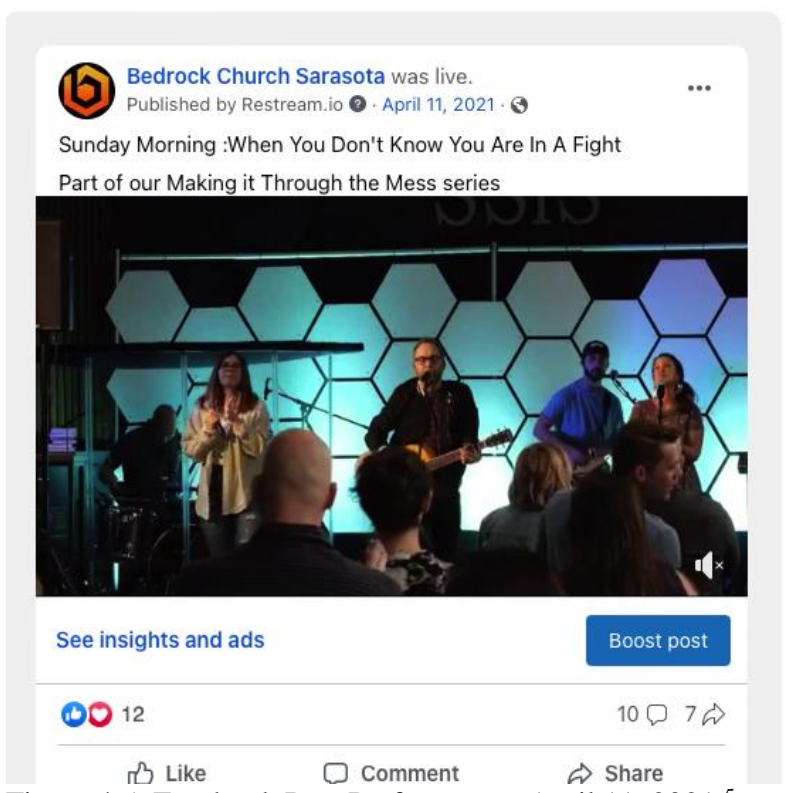 Bedrock Church Sarasota was live.
Published by Restream.io · April 11, 2021 ·
Sunday Morning :When You Don't Know You Are In A Fight
Part of our Making it Through the Mess series
See insights and ads
Boost post
12
10 7
Like Comment Share